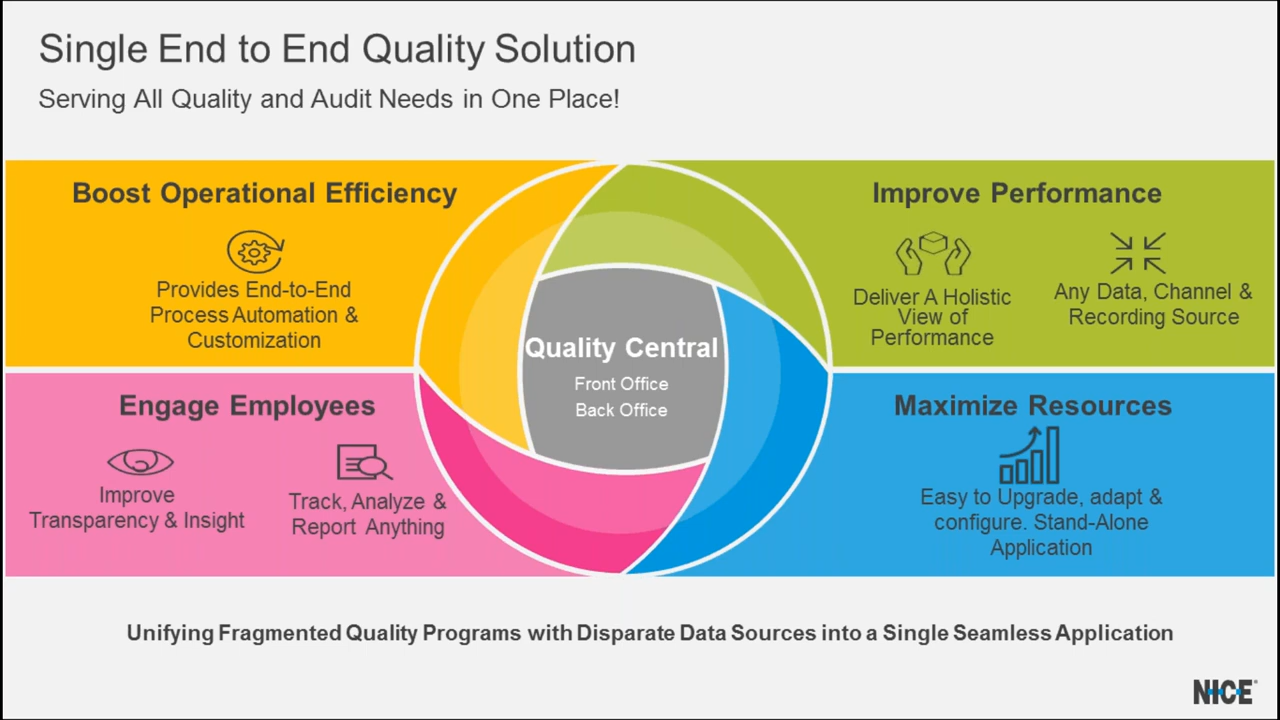 Single End to End Quality Solution
Serving All Quality and Audit Needs in One Place!
Boost Operational Efficiency
Provides End-to-End
Process Automation &
Customization
Improve Performance
Deliver A Holistic
View of
Performance
Any Data, Channel &
Recording Source
Quality Central
Front Office
Back Office
Engage Employees
Improve
Transparency & Insight
Track, Analyze &
Report Anything
Maximize Resources
Easy to Upgrade, adapt &
configure. Stand-Alone
Application
Unifying Fragmented Quality Programs with Disparate Data Sources into a Single Seamless Application
NICE®